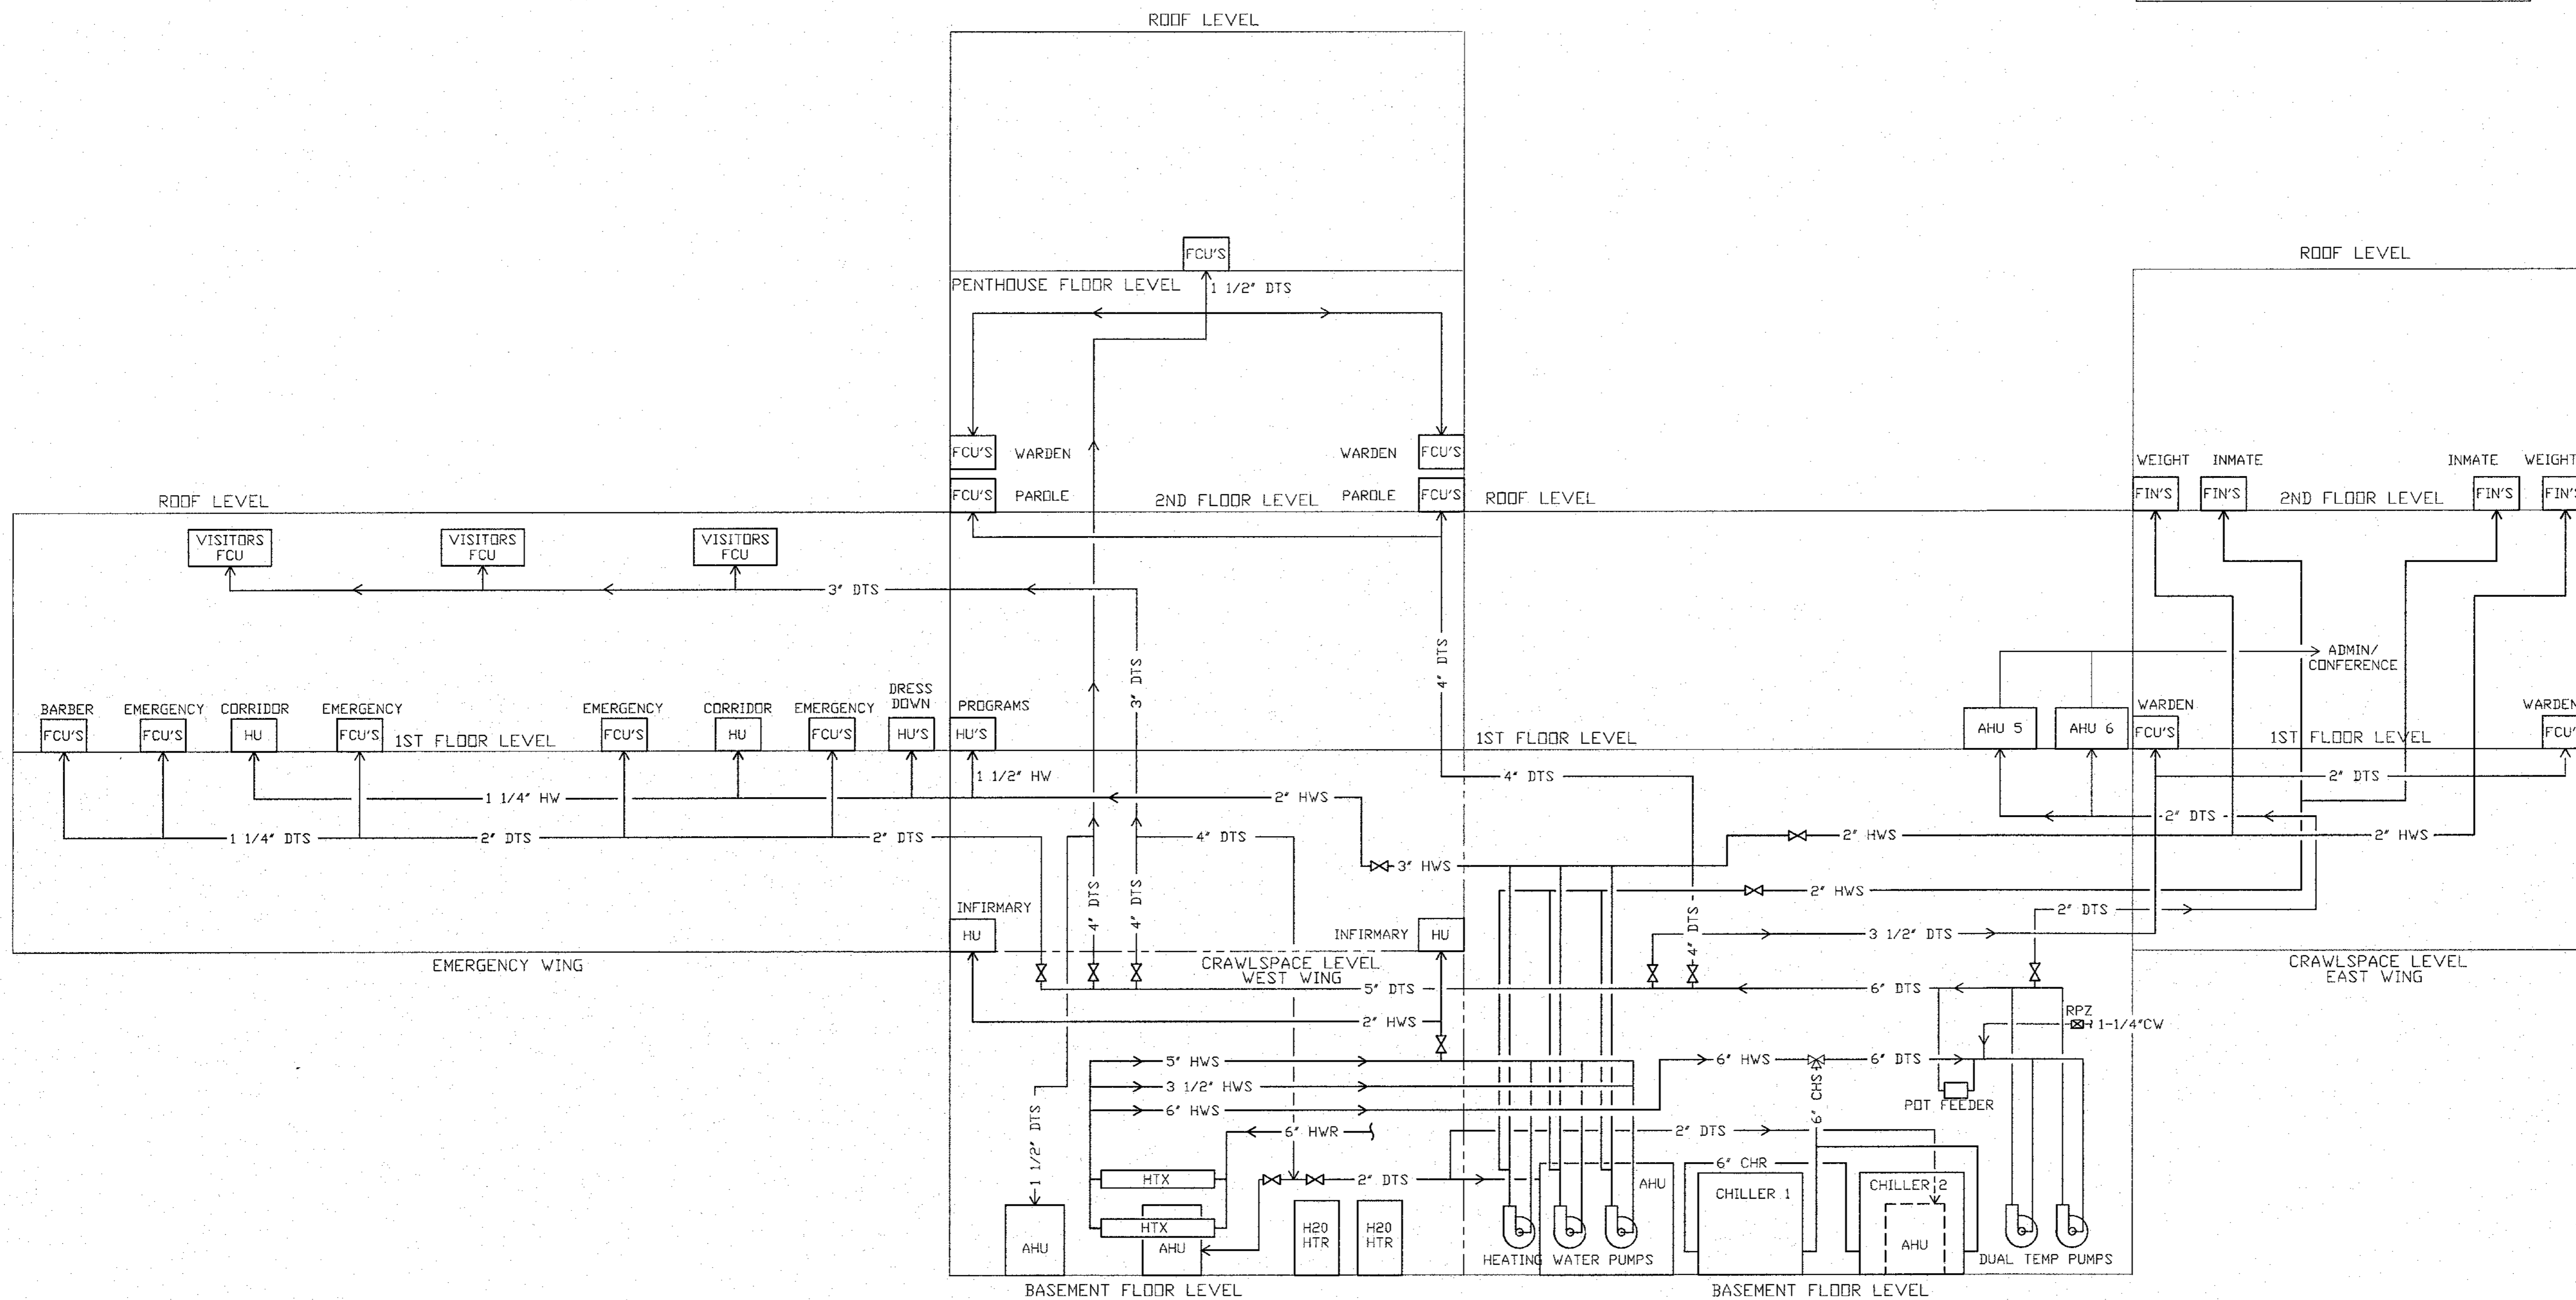 ROOF LEVEL
ROOF LEVEL
FCU'S
PENTHOUSE FLOOR LEVEL
1 1/2" DTS
FCU'S
WARDEN
WARDEN
FCU'S
FCU'S
PAROLE
2ND FLOOR LEVEL
PAROLE
FCU'S
ROOF LEVEL
ROOF LEVEL
WEIGHT
INMATE
INMATE
WEIGHT
FIN'S
FIN'S
2ND FLOOR LEVEL
FIN'S
FIN'S
VISITORS
FCU
VISITORS
FCU
VISITORS
FCU
3" DTS
3" DTS
4" DTS
ADMIN/
CONFERENCE
BARBER
EMERGENCY
CORRIDOR
EMERGENCY
EMERGENCY
CORRIDOR
EMERGENCY
DRESS
DOWN
PROGRAMS
FCU'S
FCU'S
HU
FCU'S
1ST FLOOR LEVEL
FCU'S
HU
FCU'S
HU'S
HU'S
1ST FLOOR LEVEL
AHU 5
AHU 6
WARDEN
FCU'S
1ST FLOOR LEVEL
WARDEN
FCU'
1 1/2" HW
4" DTS
2" DTS
1 1/4" HW
2" HWS
2" DTS
1 1/4" DTS
2" DTS
2" DTS
4" DTS
2" HWS
2" HWS
3" HWS
2" HWS
4" DTS
4" DTS
4" DTS
2" DTS
INFIRMARY
HU
INFIRMARY
HU
3 1/2" DTS
EMERGENCY WING
CRAWLSPACE LEVEL
WEST WING
CRAWLSPACE LEVEL
EAST WING
5" DTS
6" DTS
2" HWS
RPZ
1-1/4"CW
5" HWS
6" HWS
6" DTS
3 1/2" HWS
6" CHS
POT FEEDER
6" HWS
1 1/2" DTS
6" HWR
2" DTS
HTX
2" DTS
AHU
6" CHR
CHILLER 1
CHILLER 2
HTX
AHU
AHU
H20
HTR
H20
HTR
AHU
HEATING WATER PUMPS
DUAL TEMP PUMPS
BASEMENT FLOOR LEVEL
BASEMENT FLOOR LEVEL